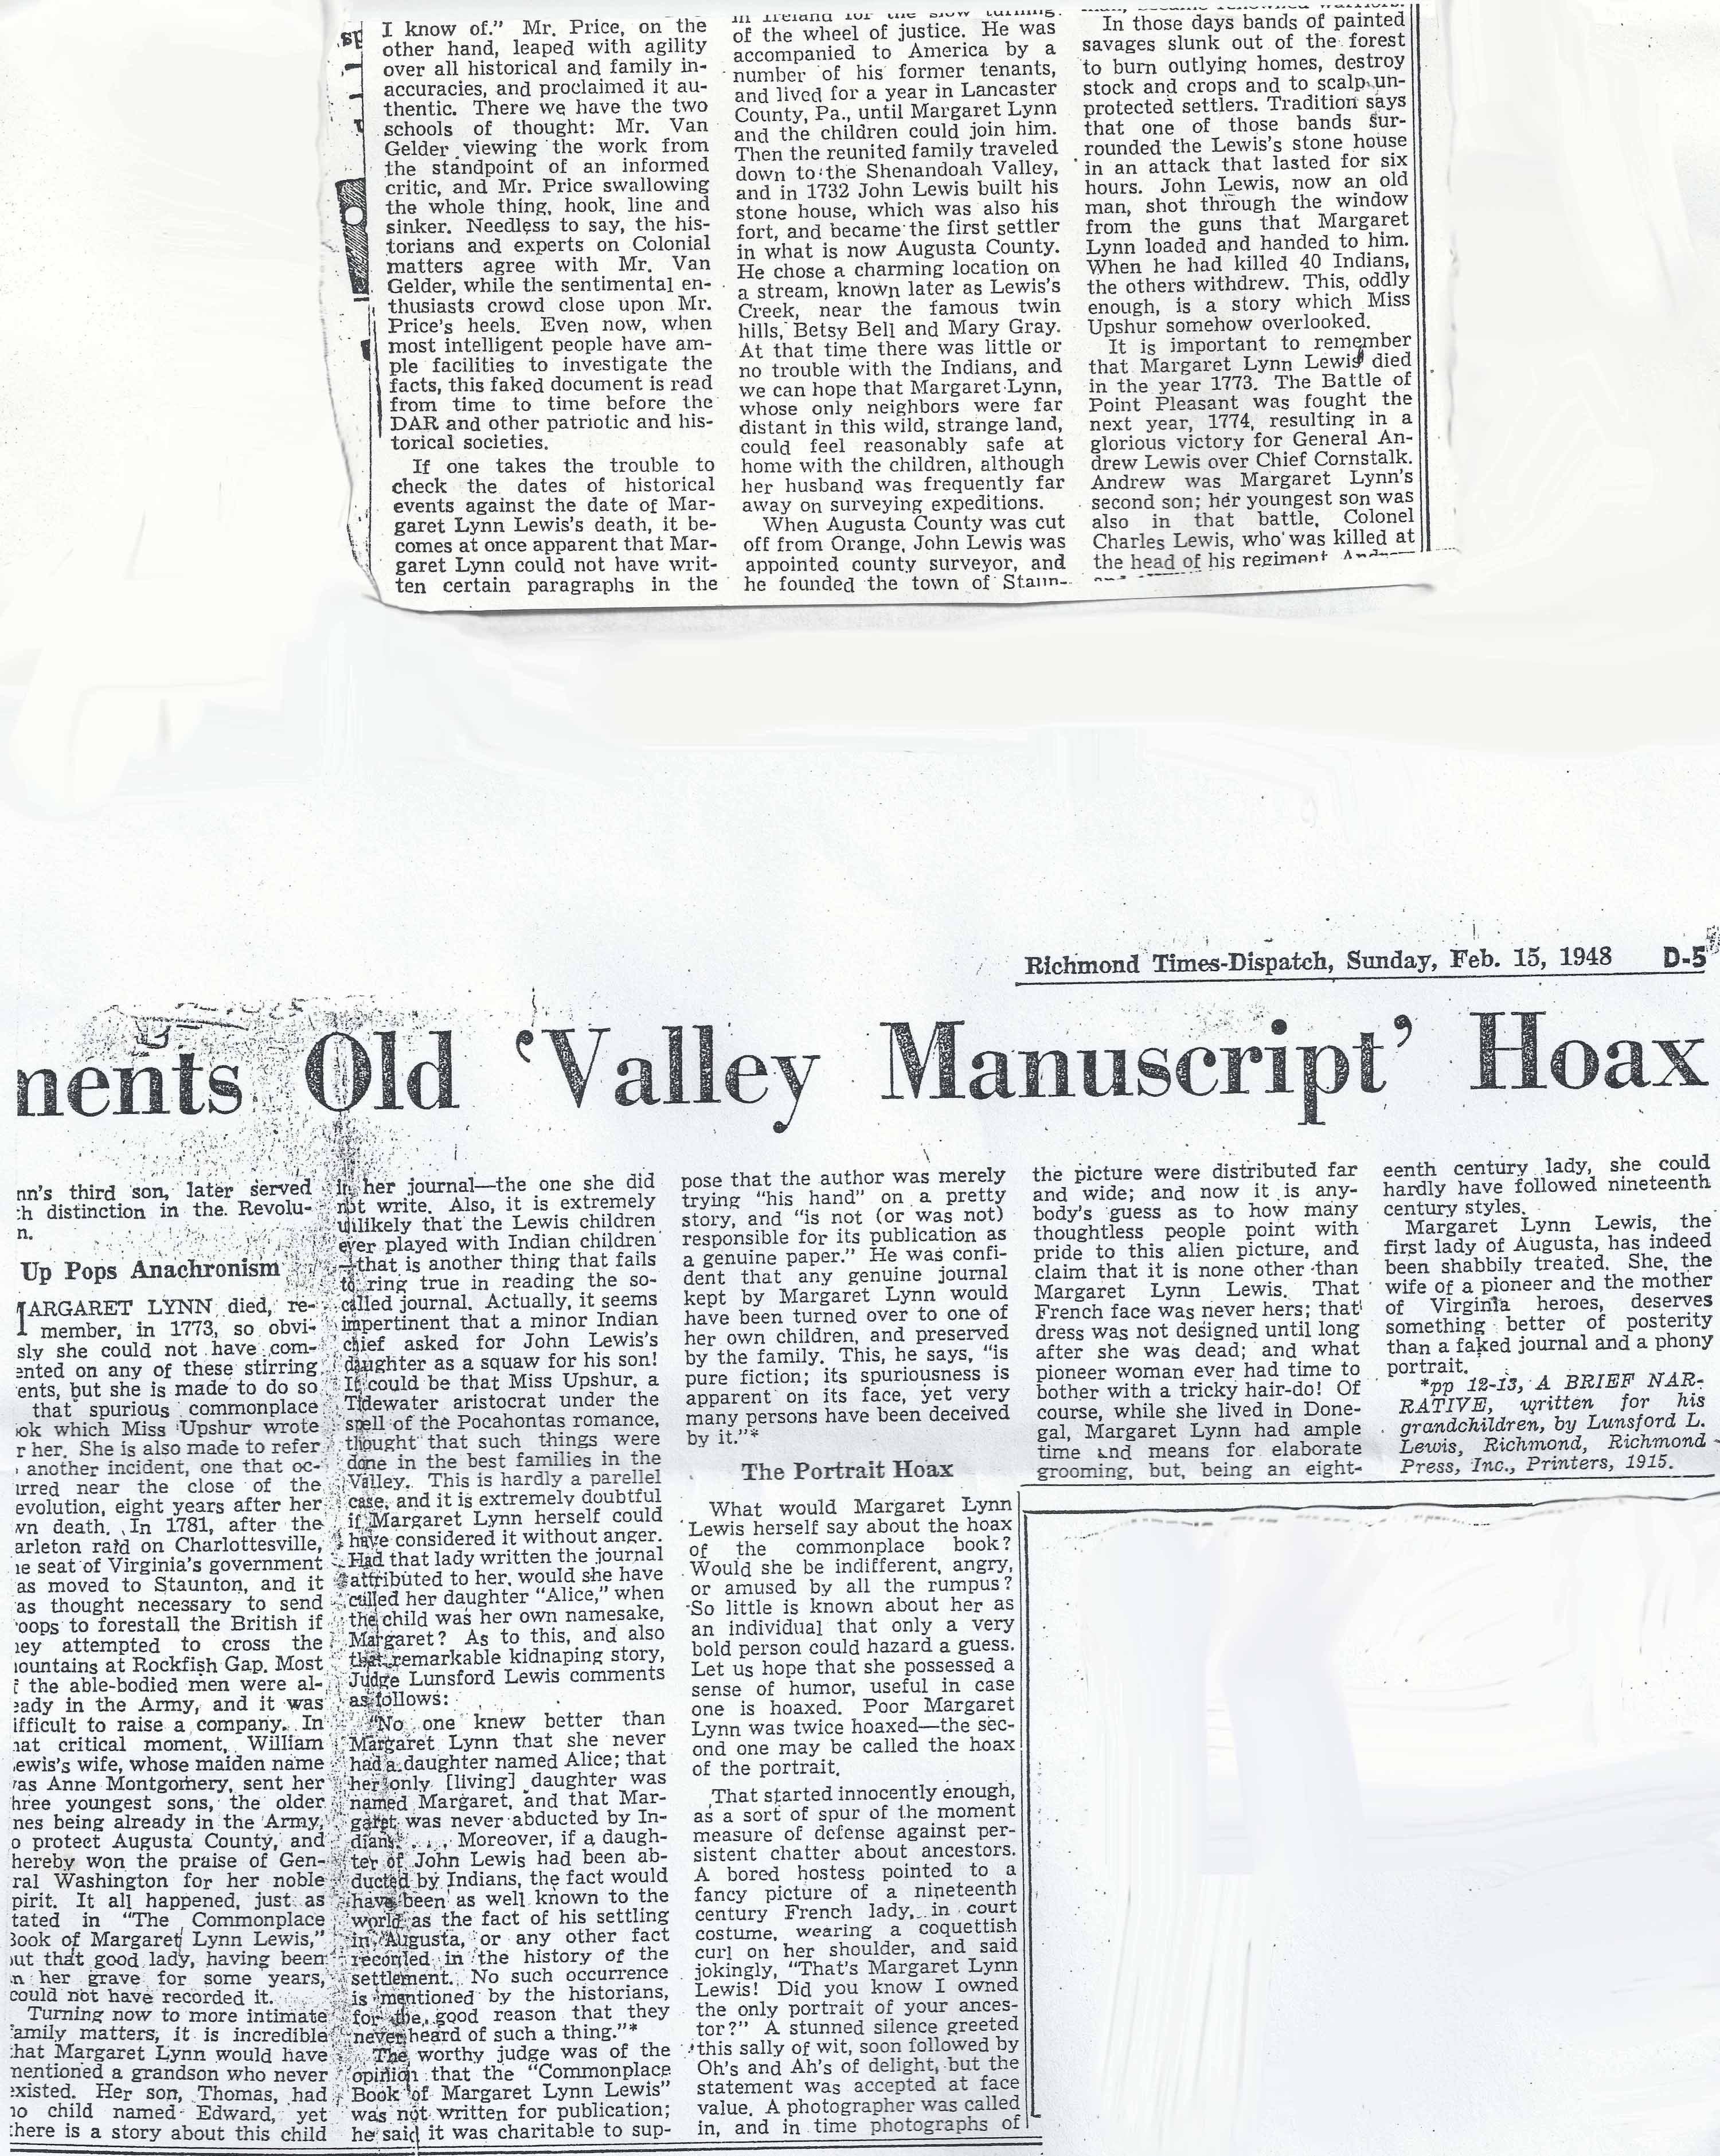 I know of." Mr. Price, on the
other hand, leaped with agility
over all historical and family in-
accuracies, and proclaimed it au-
thentic. There we have the two
schools of thought: Mr. Van
Gelder viewing the work from
the standpoint of an informed
critic, and Mr. Price swallowing
the whole thing, hook, line and
sinker. Needless to say, the his-
torians and experts on Colonial
matters agree with Mr. Van
Gelder, while the sentimental en-
thusiasts crowd close upon Mr.
Price's heels. Even now, when
most intelligent people have am-
ple facilities to investigate the
facts, this faked document is read
from time to time before the
DAR and other patriotic and his-
torical societies.
If one takes the trouble to
check the dates of historical
events against the date of Mar-
garet Lynn Lewis's death, it be-
comes at once apparent that Mar-
garet Lynn could not have writ-
ten certain paragraphs in the
in Ireland for the slow turning
of the wheel of justice. He was
accompanied to America by a
number of his former tenants,
and lived for a year in Lancaster
County, Pa., until Margaret Lynn
and the children could join him.
Then the reunited family traveled
down to the Shenandoah Valley,
and in 1732 John Lewis built his
stone house, which was also his
fort, and became the first settler
in what is now Augusta County.
He chose a charming location on
a stream, known later as Lewis's
Creek, near the famous twin
hills, Betsy Bell and Mary Gray.
At that time there was little or
no trouble with the Indians, and
we can hope that Margaret Lynn,
whose only neighbors were far
distant in this wild, strange land,
could feel reasonably safe at
home with the children, although
her husband was frequently far
away on surveying expeditions.
When Augusta County was cut
off from Orange, John Lewis was
appointed county surveyor, and
he founded the town of Staun-
In those days bands of painted
savages slunk out of the forest
to burn outlying homes, destroy
stock and crops and to scalp un-
protected settlers. Tradition says
that one of those bands sur-
rounded the Lewis's stone house
in an attack that lasted for six
hours. John Lewis, now an old
man, shot through the window
from the guns that Margaret
Lynn loaded and handed to him.
When he had killed 40 Indians,
the others withdrew. This, oddly
enough, is a story which Miss
Upshur somehow overlooked.
It is important to remember
that Margaret Lynn Lewis died
in the year 1773. The Battle of
Point Pleasant was fought the
next year, 1774, resulting in a
glorious victory for General An-
drew Lewis over Chief Cornstalk.
Andrew was Margaret Lynn's
second son; her youngest son was
also in that battle, Colonel
Charles Lewis, who was killed at
the head of his regiment.
Richmond Times-Dispatch, Sunday, Feb. 15, 1948 D-5
nents Old 'Valley Manuscript' Hoax
nn's third son, later served
h distinction in the Revolu-
n.
Up Pops Anachronism
ARGARET LYNN died, re-
member, in 1773, so obvi-
sly she could not have com-
ented on any of these stirring
ents, but she is made to do so
that spurious commonplace
ok which Miss Upshur wrote
r her. She is also made to refer
another incident, one that oc-
urred near the close of the
evolution, eight years after her
wn death. In 1781, after the
arleton raid on Charlottesville,
e seat of Virginia's government
as moved to Staunton, and it
as thought necessary to send
oops to forestall the British if
ey attempted to cross the
ountains at Rockfish Gap. Most
f the able-bodied men were al-
eady in the Army, and it was
ifficult to raise a company. In
hat critical moment, William
ewis's wife, whose maiden name
as Anne Montgomery, sent her
hree youngest sons, the older
nes being already in the Army,
o protect Augusta County, and
hereby won the praise of Gen-
ral Washington for her noble
pirit. It all happened, just as
tated in "The Commonplace
Book of Margaret Lynn Lewis,"
out that good lady, having been
n her grave for some years,
could not have recorded it.
Turning now to more intimate
family matters, it is incredible
that Margaret Lynn would have
mentioned a grandson who never
existed. Her son, Thomas, had
no child named Edward, yet
there is a story about this child
in her journal—the one she did
not write. Also, it is extremely
unlikely that the Lewis children
ever played with Indian children
—that is another thing that fails
to ring true in reading the so-
called journal. Actually, it seems
impertinent that a minor Indian
chief asked for John Lewis's
daughter as a squaw for his son!
It could be that Miss Upshur, a
Tidewater aristocrat under the
spell of the Pocahontas romance,
thought that such things were
done in the best families in the
Valley. This is hardly a parellel
case, and it is extremely doubtful
if Margaret Lynn herself could
have considered it without anger.
Had that lady written the journal
attributed to her, would she have
called her daughter "Alice," when
the child was her own namesake,
Margaret? As to this, and also
that remarkable kidnaping story,
Judge Lunsford Lewis comments
as follows:
"No one knew better than
Margaret Lynn that she never
had a daughter named Alice; that
her only [living] daughter was
named Margaret, and that Mar-
garet was never abducted by In-
dians. . . . Moreover, if a daugh-
ter of John Lewis had been ab-
ducted by Indians, the fact would
have been as well known to the
world as the fact of his settling
in Augusta, or any other fact
recorded in the history of the
settlement. No such occurrence
is mentioned by the historians,
for the good reason that they
never heard of such a thing."*
The worthy judge was of the
opinion that the "Commonplace
Book of Margaret Lynn Lewis"
was not written for publication;
he said it was charitable to sup-
pose that the author was merely
trying "his hand" on a pretty
story, and "is not (or was not)
responsible for its publication as
a genuine paper." He was confi-
dent that any genuine journal
kept by Margaret Lynn would
have been turned over to one of
her own children, and preserved
by the family. This, he says, "is
pure fiction; its spuriousness is
apparent on its face, yet very
many persons have been deceived
by it."*
The Portrait Hoax
What would Margaret Lynn
Lewis herself say about the hoax
of the commonplace book?
Would she be indifferent, angry,
or amused by all the rumpus?
So little is known about her as
an individual that only a very
bold person could hazard a guess.
Let us hope that she possessed a
sense of humor, useful in case
one is hoaxed. Poor Margaret
Lynn was twice hoaxed—the sec-
ond one may be called the hoax
of the portrait.
That started innocently enough,
as a sort of spur of the moment
measure of defense against per-
sistent chatter about ancestors.
A bored hostess pointed to a
fancy picture of a nineteenth
century French lady, in court
costume, wearing a coquettish
curl on her shoulder, and said
jokingly, "That's Margaret Lynn
Lewis! Did you know I owned
the only portrait of your ances-
tor?" A stunned silence greeted
this sally of wit, soon followed by
Oh's and Ah's of delight, but the
statement was accepted at face
value. A photographer was called
in, and in time photographs of
the picture were distributed far
and wide; and now it is any-
body's guess as to how many
thoughtless people point with
pride to this alien picture, and
claim that it is none other than
Margaret Lynn Lewis. That
French face was never hers; that
dress was not designed until long
after she was dead; and what
pioneer woman ever had time to
bother with a tricky hair-do! Of
course, while she lived in Done-
gal, Margaret Lynn had ample
time and means for elaborate
grooming, but, being an eight-
eenth century lady, she could
hardly have followed nineteenth
century styles.
Margaret Lynn Lewis, the
first lady of Augusta, has indeed
been shabbily treated. She, the
wife of a pioneer and the mother
of Virginia heroes, deserves
something better of posterity
than a faked journal and a phony
portrait.
*pp 12-13, A BRIEF NAR-
RATIVE, written for his
grandchildren, by Lunsford L.
Lewis, Richmond, Richmond
Press, Inc., Printers, 1915.